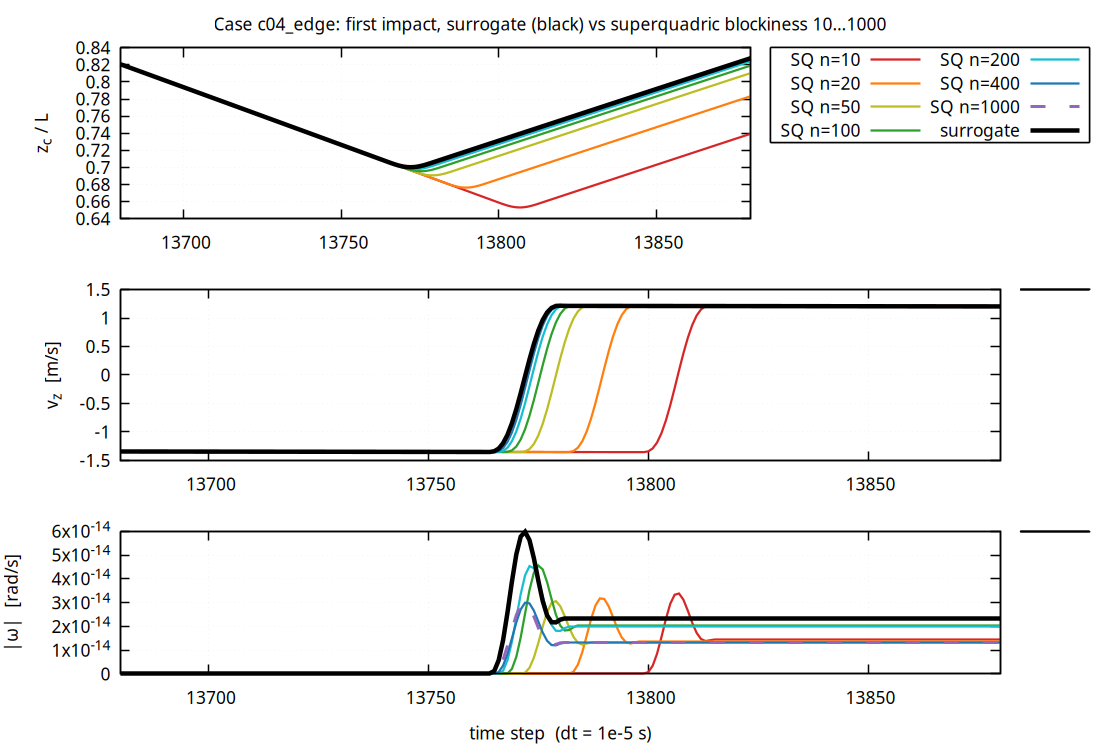 Case c04_edge: first impact, surrogate (black) vs superquadric blockiness 10...1000
0.84
0.82
0.8
0.78
0.76
0.74
0.72
0.7
0.68
0.66
0.64
z_c / L
13700
13750
13800
13850
SQ n=10
SQ n=20
SQ n=50
SQ n=100
SQ n=200
SQ n=400
SQ n=1000
surrogate
1.5
1
0.5
0
-0.5
-1
-1.5
v_z [m/s]
13700
13750
13800
13850
6x10^-14
5x10^-14
4x10^-14
3x10^-14
2x10^-14
1x10^-14
0
|ω| [rad/s]
13700
13750
13800
13850
time step (dt = 1e-5 s)